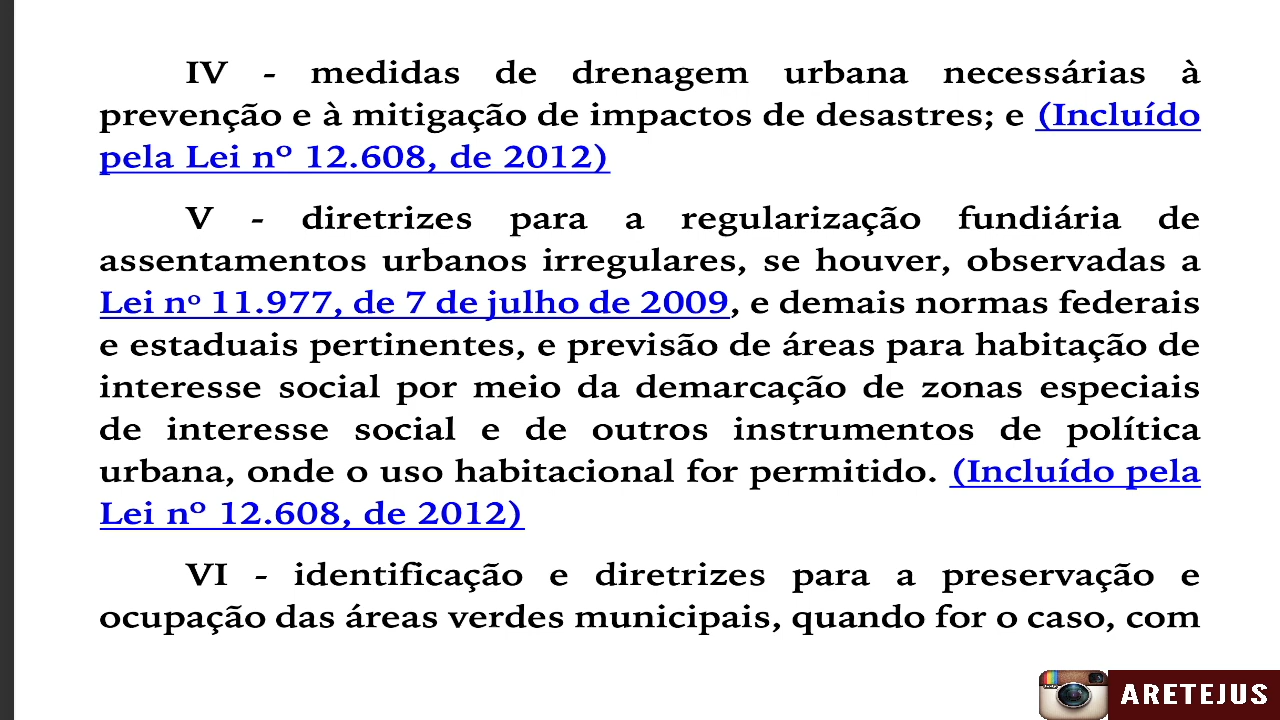 IV - medidas de drenagem urbana necessárias à
prevenção e à mitigação de impactos de desastres; e (Incluído
pela Lei nº 12.608, de 2012)
V - diretrizes para a regularização fundiária de
assentamentos urbanos irregulares, se houver, observadas a
Lei nº 11.977, de 7 de julho de 2009, e demais normas federais
e estaduais pertinentes, e previsão de áreas para habitação de
interesse social por meio da demarcação de zonas especiais
de interesse social e de outros instrumentos de política
urbana, onde o uso habitacional for permitido. (Incluído pela
Lei nº 12.608, de 2012)
VI - identificação e diretrizes para a preservação e
ocupação das áreas verdes municipais, quando for o caso, com
ARETEJUS